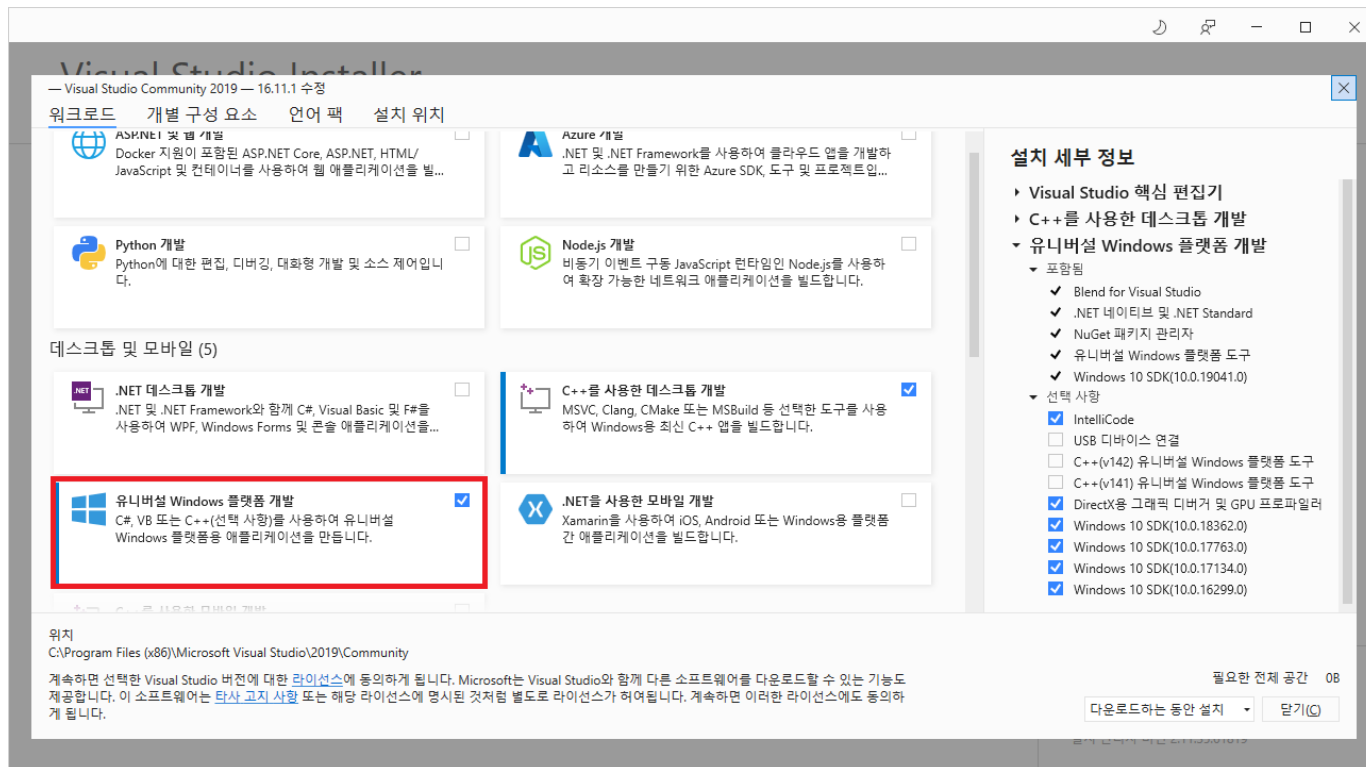 Visual Studio Installer
— Visual Studio Community 2019 — 16.11.1 수정
워크로드 개별 구성 요소 언어 팩 설치 위치
ASP.NET 및 웹 개발
Docker 지원이 포함된 ASP.NET Core, ASP.NET, HTML/
JavaScript 및 컨테이너를 사용하여 웹 애플리케이션을 빌...
Azure 개발
.NET 및 .NET Framework를 사용하여 클라우드 앱을 개발하
고 리소스를 만들기 위한 Azure SDK, 도구 및 프로젝트입...
Python 개발
Python에 대한 편집, 디버깅, 대화형 개발 및 소스 제어입니
다.
Node.js 개발
비동기 이벤트 구동 JavaScript 런타임인 Node.js를 사용하
여 확장 가능한 네트워크 애플리케이션을 빌드합니다.
데스크톱 및 모바일 (5)
.NET
.NET 데스크톱 개발
.NET 및 .NET Framework와 함께 C#, Visual Basic 및 F#을
사용하여 WPF, Windows Forms 및 콘솔 애플리케이션을...
C++를 사용한 데스크톱 개발
MSVC, Clang, CMake 또는 MSBuild 등 선택한 도구를 사용
하여 Windows용 최신 C++ 앱을 빌드합니다.
유니버설 Windows 플랫폼 개발
C#, VB 또는 C++(선택 사항)를 사용하여 유니버설
Windows 플랫폼용 애플리케이션을 만듭니다.
.NET을 사용한 모바일 개발
Xamarin을 사용하여 iOS, Android 또는 Windows용 플랫폼
간 애플리케이션을 빌드합니다.
C++를 사용한 모바일 개발
설치 세부 정보
Visual Studio 핵심 편집기
C++를 사용한 데스크톱 개발
유니버설 Windows 플랫폼 개발
포함됨
Blend for Visual Studio
.NET 네이티브 및 .NET Standard
NuGet 패키지 관리자
유니버설 Windows 플랫폼 도구
Windows 10 SDK(10.0.19041.0)
선택 사항
IntelliCode
USB 디바이스 연결
C++(v142) 유니버설 Windows 플랫폼 도구
C++(v141) 유니버설 Windows 플랫폼 도구
DirectX용 그래픽 디버거 및 GPU 프로파일러
Windows 10 SDK(10.0.18362.0)
Windows 10 SDK(10.0.17763.0)
Windows 10 SDK(10.0.17134.0)
Windows 10 SDK(10.0.16299.0)
위치
C:\Program Files (x86)\Microsoft Visual Studio\2019\Community
계속하면 선택한 Visual Studio 버전에 대한 라이선스에 동의하게 됩니다. Microsoft는 Visual Studio와 함께 다른 소프트웨어를 다운로드할 수 있는 기능도
제공합니다. 이 소프트웨어는 타사 고지 사항 또는 해당 라이선스에 명시된 것처럼 별도로 라이선스가 허여됩니다. 계속하면 이러한 라이선스에도 동의하
게 됩니다.
필요한 전체 공간 0B
다운로드하는 동안 설치 닫기(C)